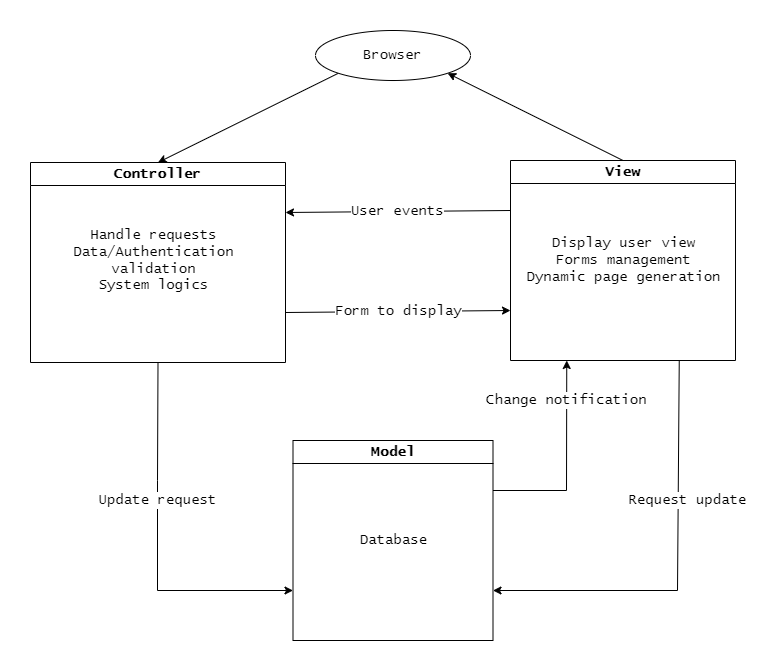 Browser
Controller
View
User events
Handle requests
Data/Authentication
validation
System logics
Display user view
Forms management
Dynamic page generation
Form to display
Change notification
Model
Update request
Request update
Database